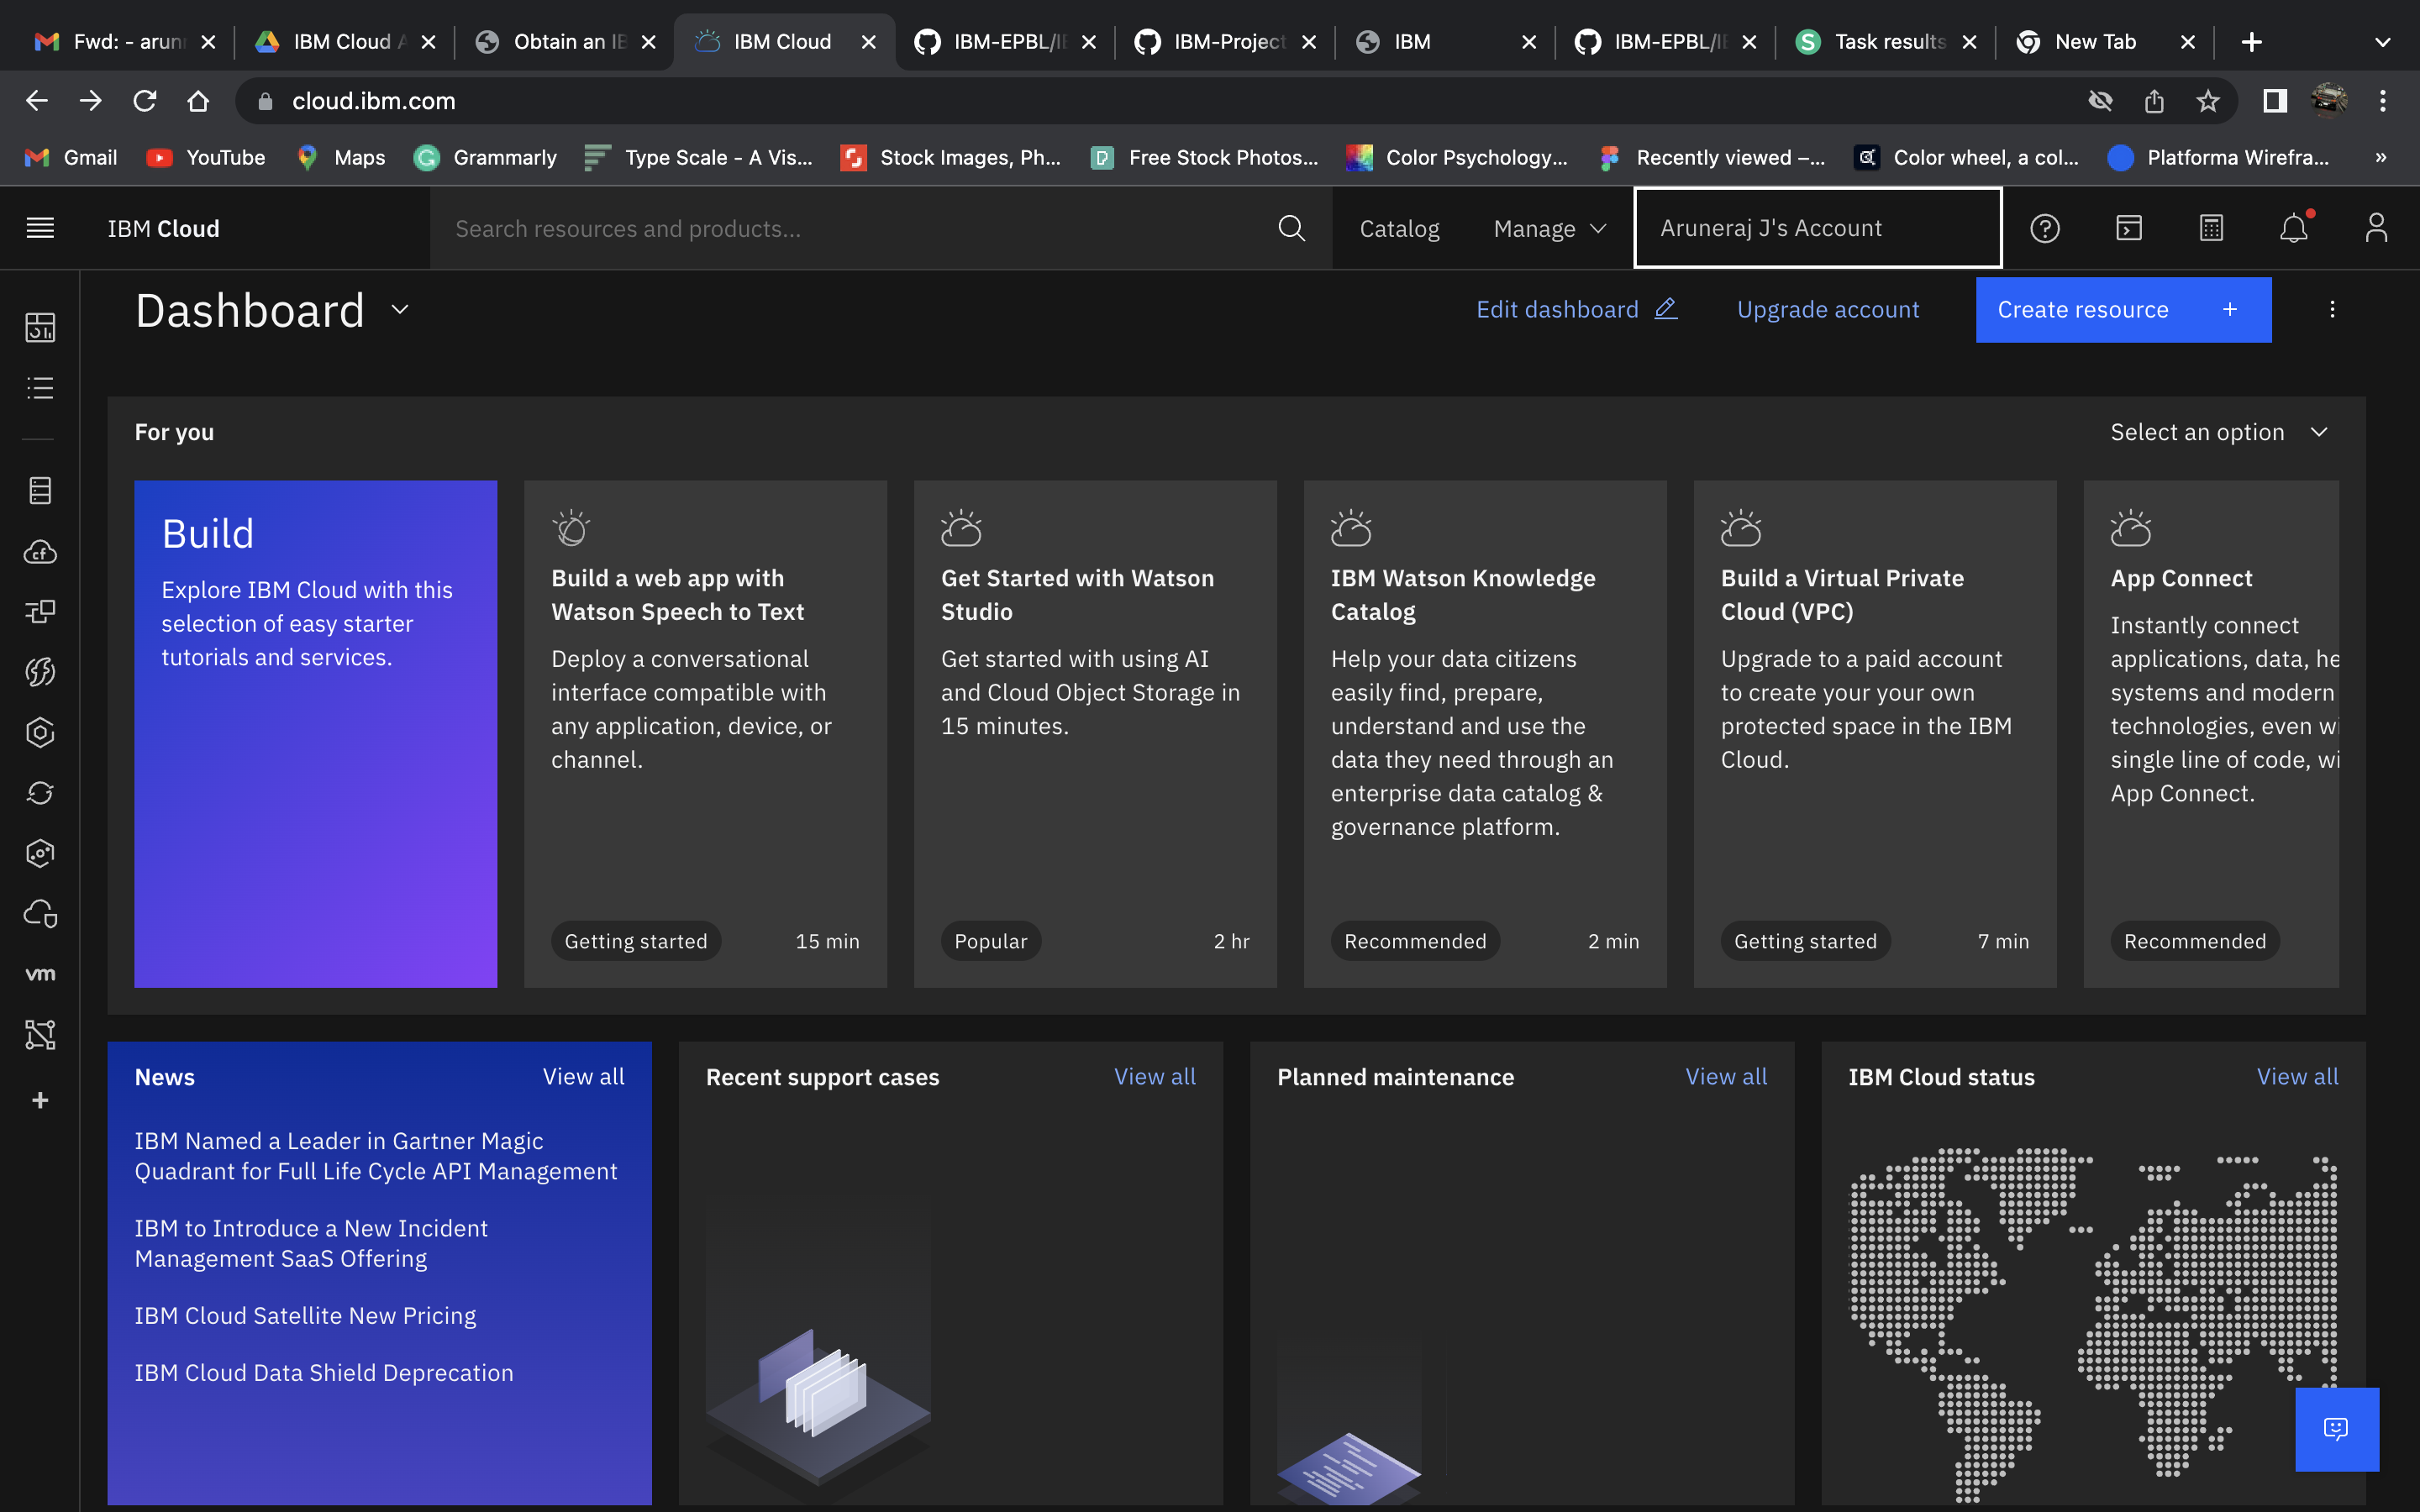 Fwd: - arun
IBM Cloud A
Obtain an IB
IBM Cloud
IBM-EPBL/IB
IBM-Project
IBM
IBM-EPBL/IB
Task results
New Tab
cloud.ibm.com
Gmail
YouTube
Maps
Grammarly
Type Scale - A Vis...
Stock Images, Ph...
Free Stock Photos...
Color Psychology...
Recently viewed –...
Color wheel, a col...
Platforma Wirefra...
»
IBM Cloud
Search resources and products...
Catalog
Manage
Aruneraj J's Account
Dashboard
Edit dashboard
Upgrade account
Create resource +
For you
Select an option
Build
Explore IBM Cloud with this
selection of easy starter
tutorials and services.
Build a web app with
Watson Speech to Text
Deploy a conversational
interface compatible with
any application, device, or
channel.
Getting started
15 min
Get Started with Watson
Studio
Get started with using AI
and Cloud Object Storage in
15 minutes.
Popular
2 hr
IBM Watson Knowledge
Catalog
Help your data citizens
easily find, prepare,
understand and use the
data they need through an
enterprise data catalog &
governance platform.
Recommended
2 min
Build a Virtual Private
Cloud (VPC)
Upgrade to a paid account
to create your your own
protected space in the IBM
Cloud.
Getting started
7 min
App Connect
Instantly connect
applications, data, he
systems and modern
technologies, even wi
single line of code, wi
App Connect.
Recommended
cf
vm
News
View all
IBM Named a Leader in Gartner Magic
Quadrant for Full Life Cycle API Management
IBM to Introduce a New Incident
Management SaaS Offering
IBM Cloud Satellite New Pricing
IBM Cloud Data Shield Deprecation
Recent support cases
View all
Planned maintenance
View all
IBM Cloud status
View all